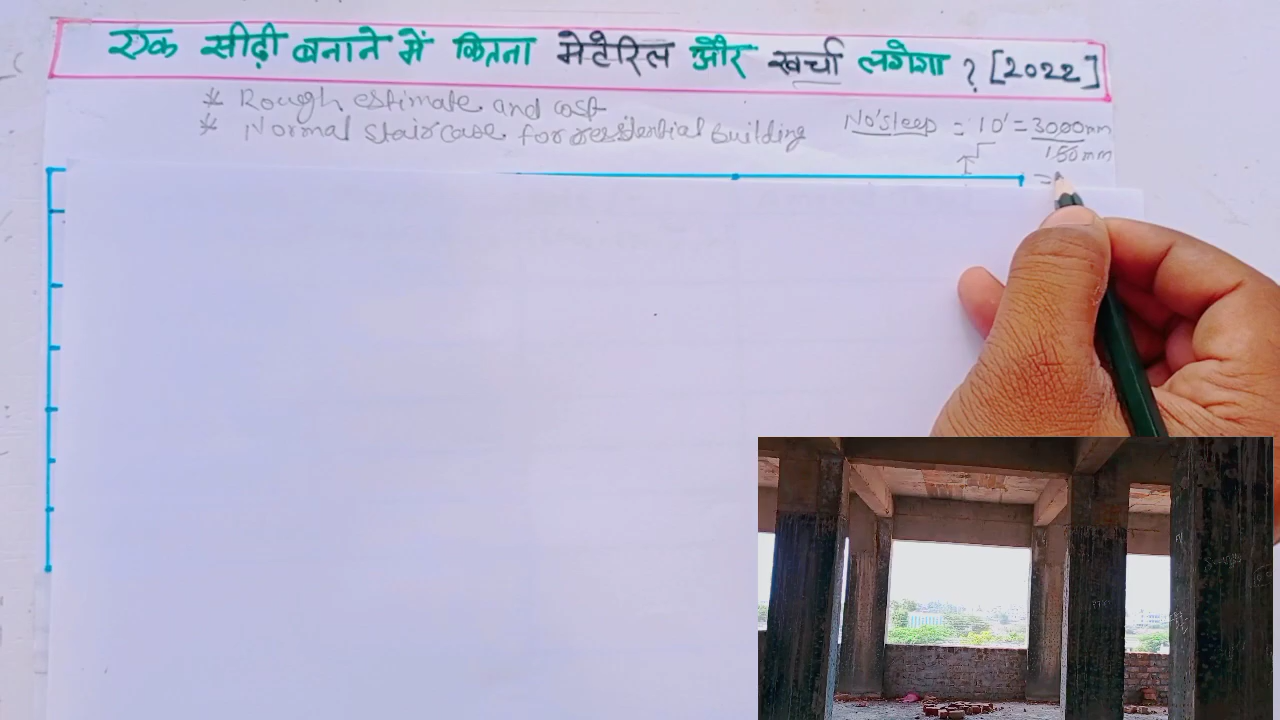 एक सीढ़ी बनाने में कितना मेटेरिल और खर्चा लगेगा ? [2022]
* Rough estimate and cost
* Normal staircase for residential building
No'sleep = 10' = 3000mm
150mm
=